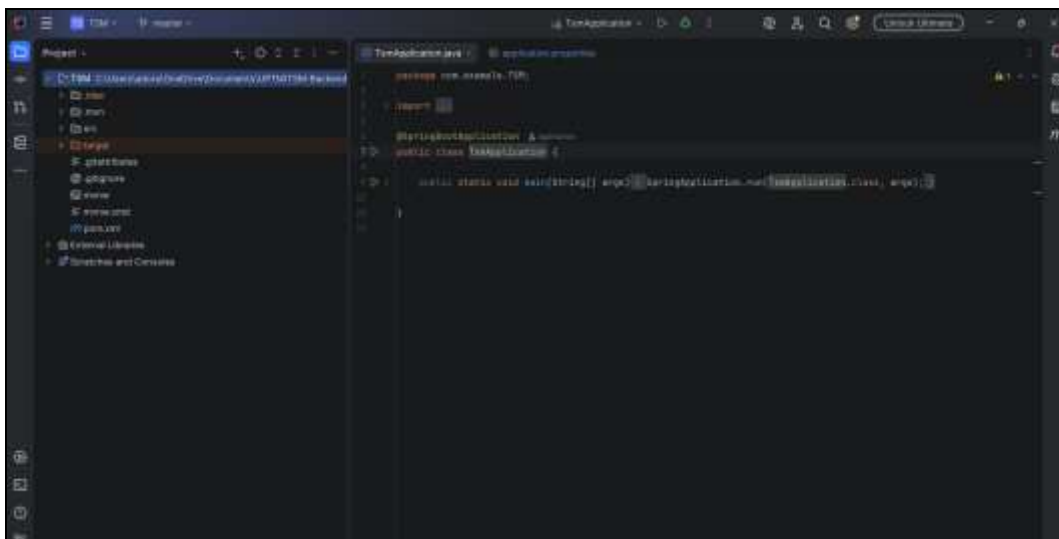 TSM master TsmApplication Unlock Ultimate
Project
TsmApplication.java application.properties
TSM
package com.example.TSM;
.idea
.mvn
import ...
src
target
@SpringBootApplication
public class TsmApplication {
.gitattributes
.gitignore
public static void main(String[] args) { SpringApplication.run(TsmApplication.class, args); }
mvnw
mvnw.cmd
pom.xml
}
External Libraries
Scratches and Consoles